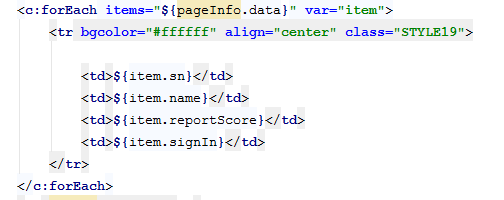 <c:forEach items="${pageInfo.data}" var="item">
<tr bgcolor="#ffffff" align="center" class="STYLE19">
<td>${item.sn}</td>
<td>${item.name}</td>
<td>${item.reportScore}</td>
<td>${item.signIn}</td>
</tr>
</c:forEach>